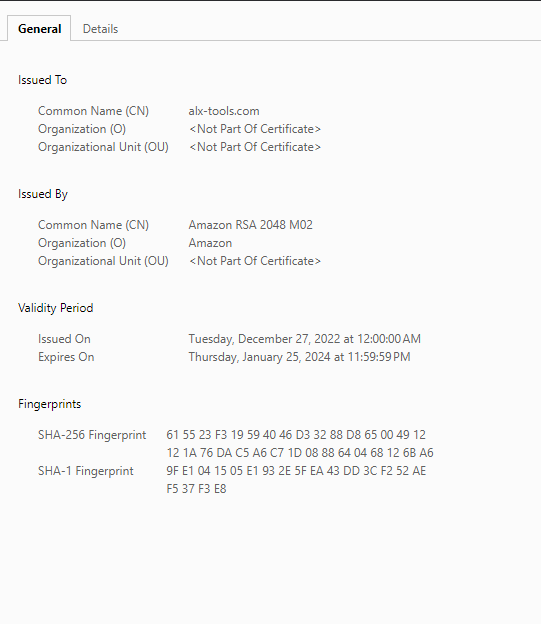 General Details
Issued To
Common Name (CN) alx-tools.com
Organization (O) <Not Part Of Certificate>
Organizational Unit (OU) <Not Part Of Certificate>
Issued By
Common Name (CN) Amazon RSA 2048 M02
Organization (O) Amazon
Organizational Unit (OU) <Not Part Of Certificate>
Validity Period
Issued On Tuesday, December 27, 2022 at 12:00:00 AM
Expires On Thursday, January 25, 2024 at 11:59:59 PM
Fingerprints
SHA-256 Fingerprint 61 55 23 F3 19 59 40 46 D3 32 88 D8 65 00 49 12
12 1A 76 DA C5 A6 C7 1D 08 88 64 04 68 12 6B A6
SHA-1 Fingerprint 9F E1 04 15 05 E1 93 2E 5F EA 43 DD 3C F2 52 AE
F5 37 F3 E8